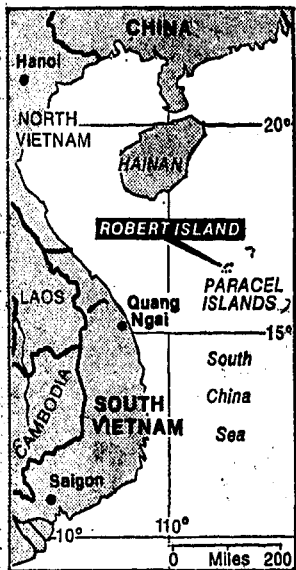 CHINA
Hanoi
NORTH
VIETNAM
20°
HAINAN
ROBERT ISLAND
PARACEL
ISLANDS
LAOS
Quang
Ngai
15°
CAMBODIA
SOUTH
VIETNAM
South
China
Sea
Saigon
10°
110°
0 Miles 200